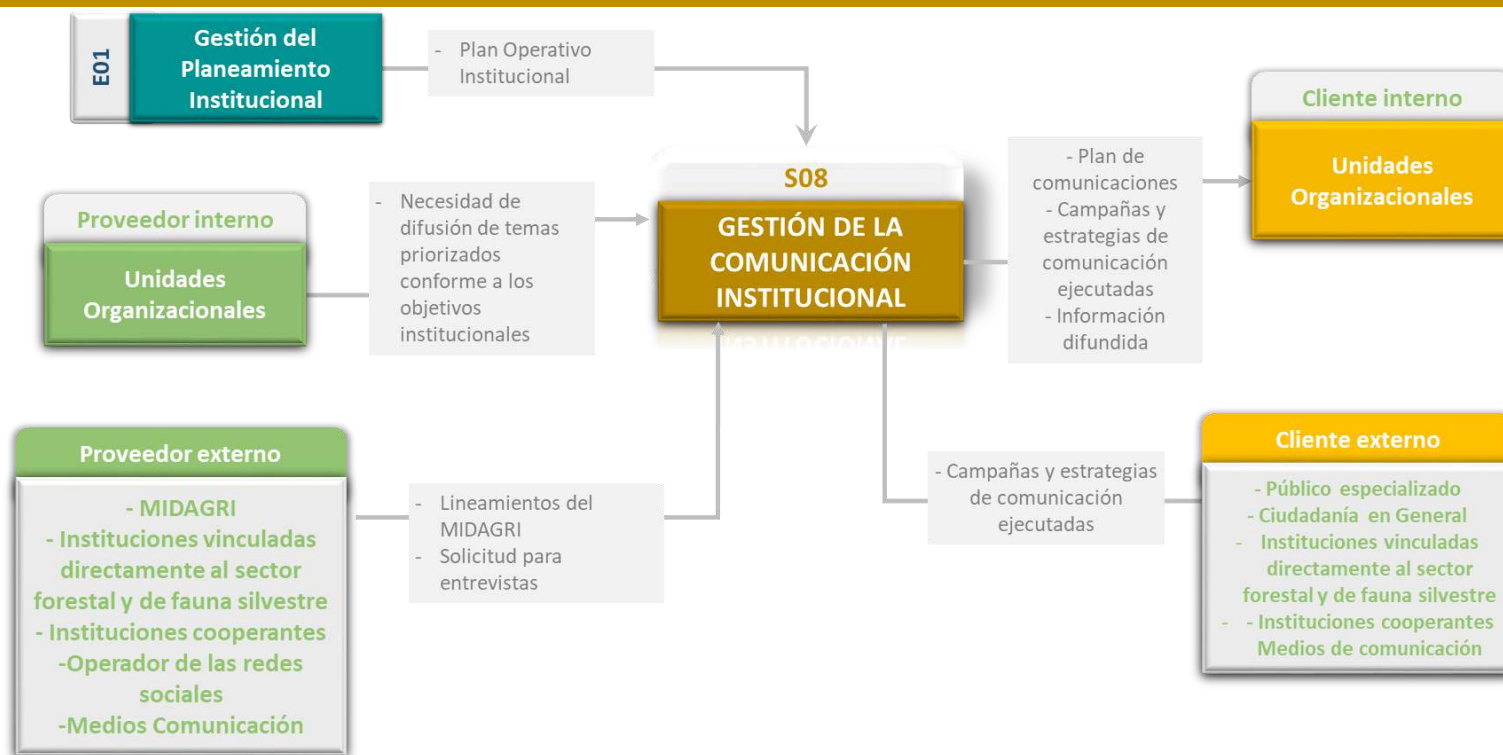 E01
Gestión del
Planeamiento
Institucional
- Plan Operativo
Institucional
Proveedor interno
Unidades
Organizacionales
- Necesidad de
difusión de temas
priorizados
conforme a los
objetivos
institucionales
S08
GESTIÓN DE LA
COMUNICACIÓN
INSTITUCIONAL
- Plan de
comunicaciones
- Campañas y
estrategias de
comunicación
ejecutadas
- Información
difundida
Cliente interno
Unidades
Organizacionales
Proveedor externo
- MIDAGRI
- Instituciones vinculadas
directamente al sector
forestal y de fauna silvestre
- Instituciones cooperantes
-Operador de las redes
sociales
-Medios Comunicación
- Lineamientos del
MIDAGRI
- Solicitud para
entrevistas
- Campañas y estrategias
de comunicación
ejecutadas
Cliente externo
- Público especializado
- Ciudadanía en General
- Instituciones vinculadas
directamente al sector
forestal y de fauna silvestre
- - Instituciones cooperantes
Medios de comunicación